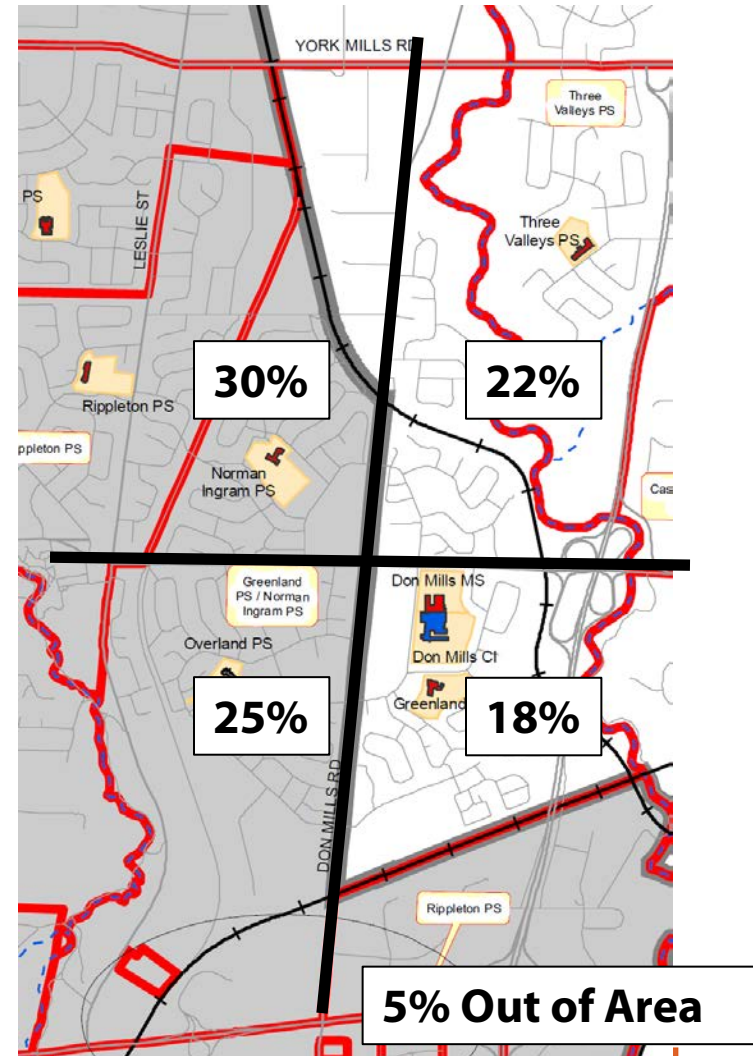 YORK MILLS RD
Three
Valleys PS
PS
LESLIE ST
Three
Valleys PS
30%
22%
Rippleton PS
ppleton PS
Norman
Ingram PS
Cas
Greenland
PS / Norman
Ingram PS
Don Mills MS
Overland PS
Don Mills CI
Greenland
25%
18%
DON MILLS RD
Rippleton PS
5% Out of Area